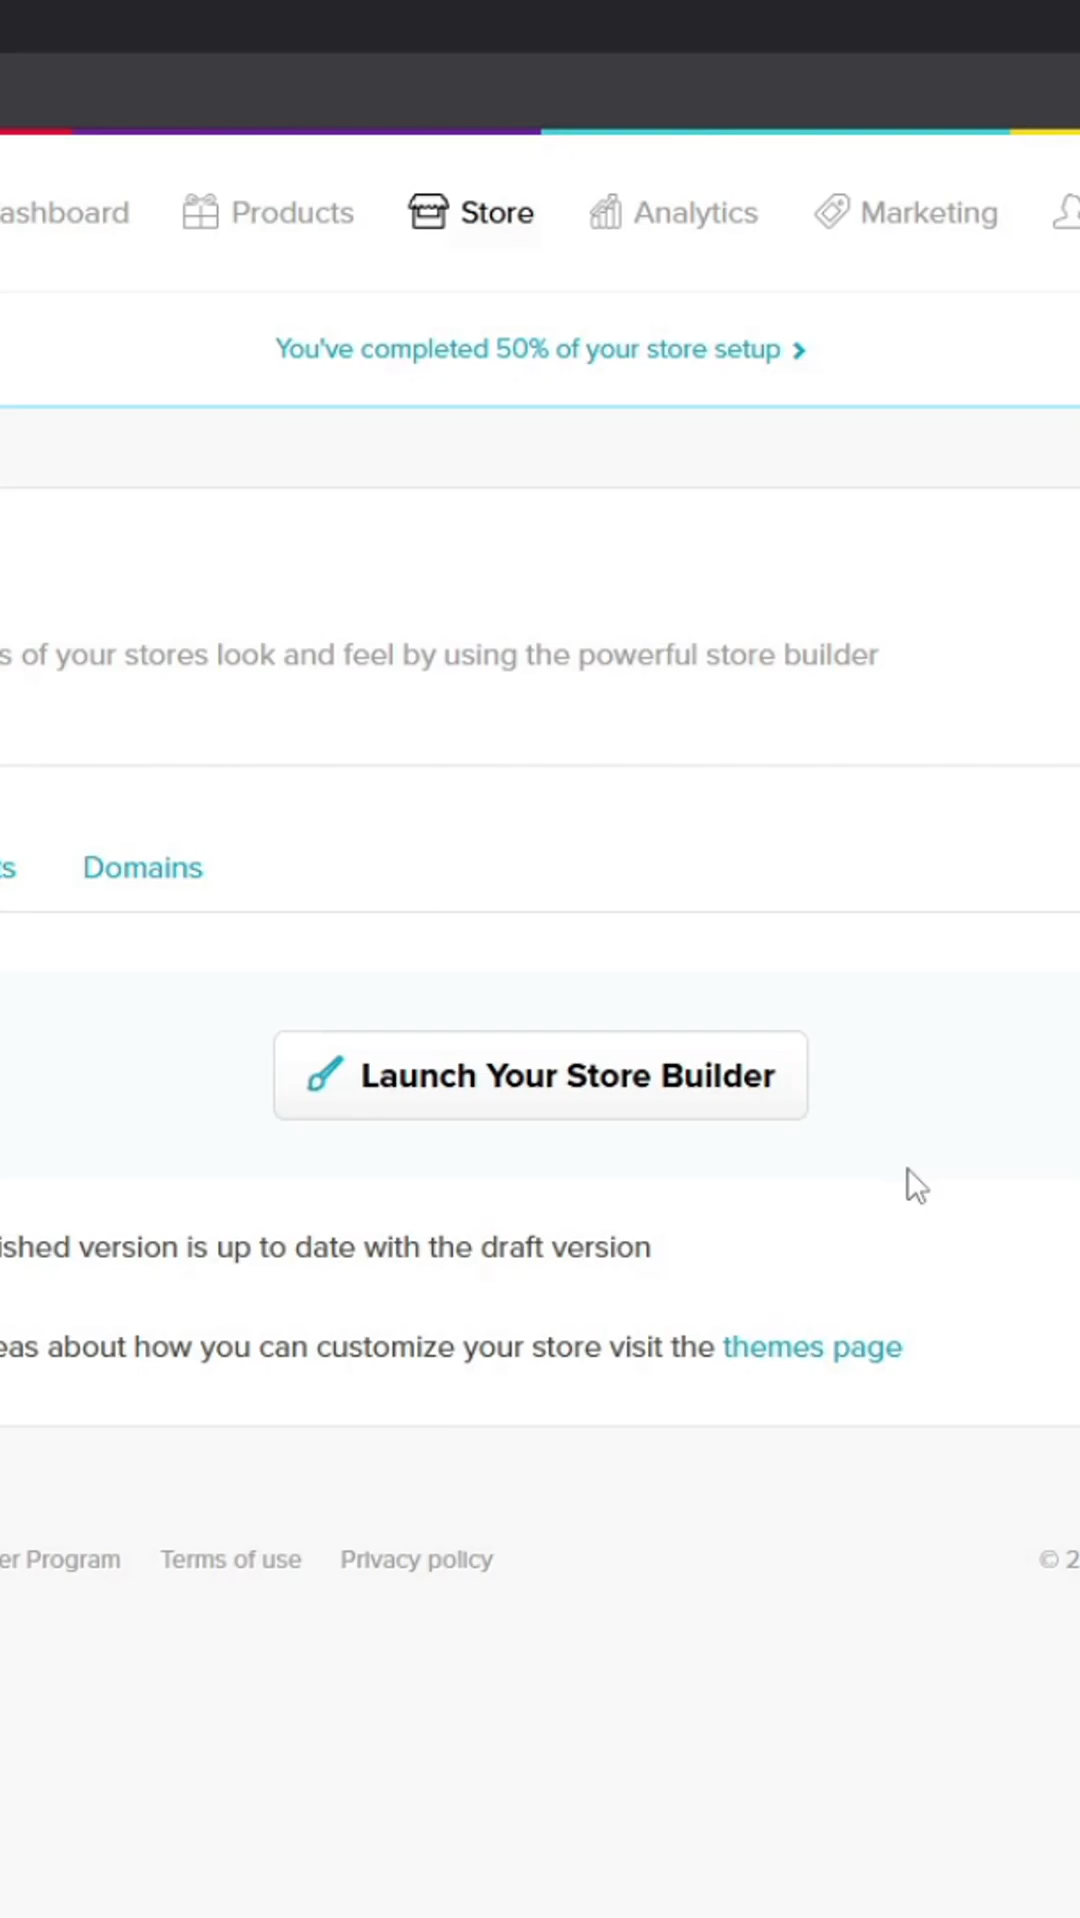 ashboard Products Store Analytics Marketing
You've completed 50% of your store setup >
s of your stores look and feel by using the powerful store builder
ts Domains
Launch Your Store Builder
ished version is up to date with the draft version
eas about how you can customize your store visit the themes page
er Program Terms of use Privacy policy © 2